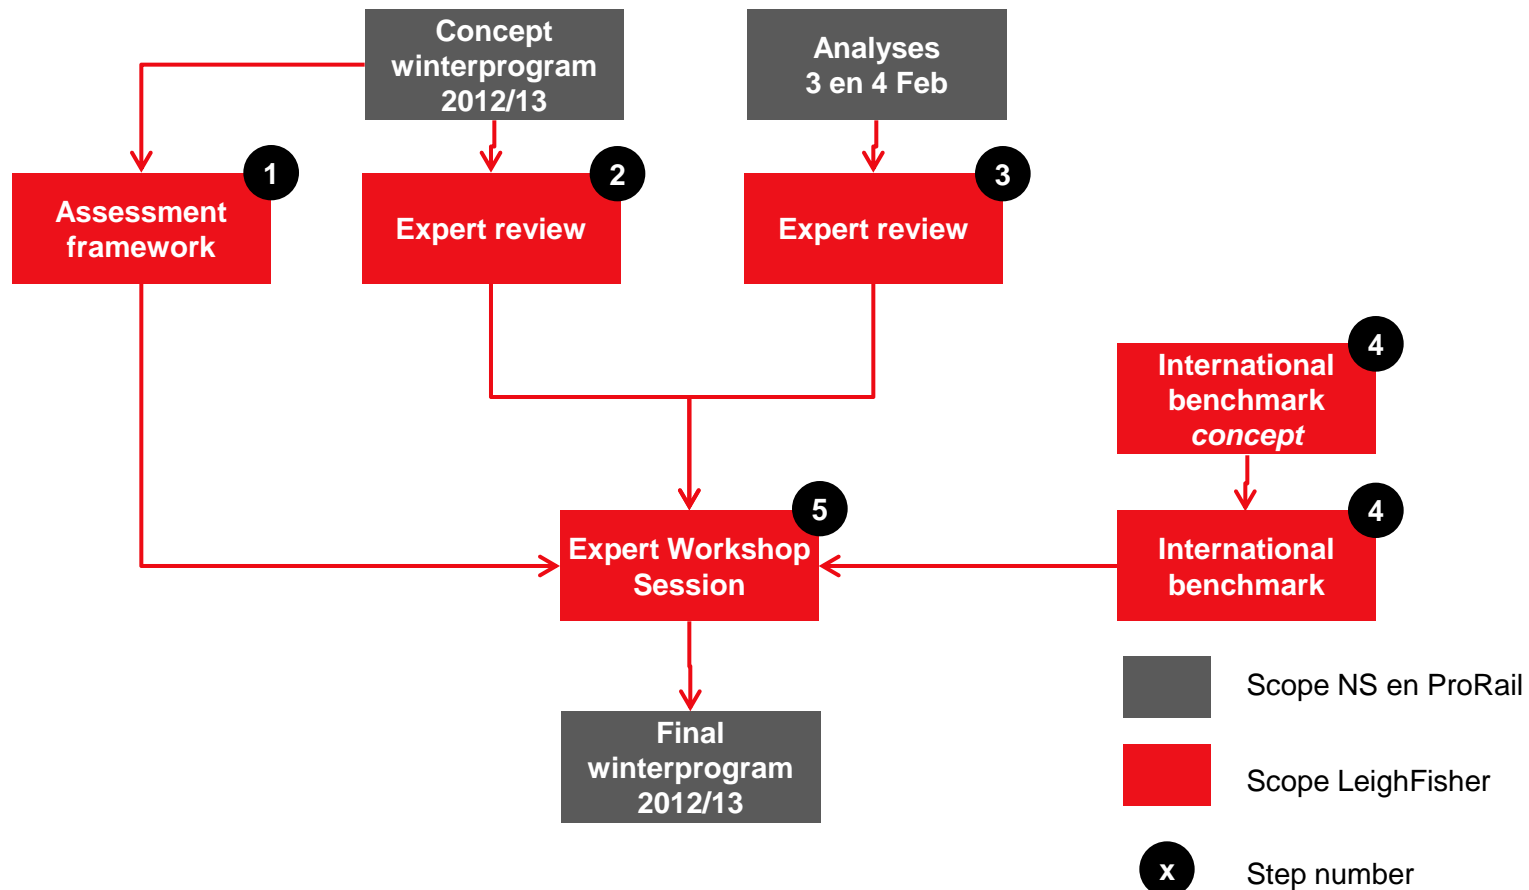 Concept
winterprogram
2012/13
Analyses
3 en 4 Feb
1
Assessment
framework
2
Expert review
3
Expert review
4
International
benchmark
concept
4
International
benchmark
5
Expert Workshop
Session
Final
winterprogram
2012/13
Scope NS en ProRail
Scope LeighFisher
x
Step number